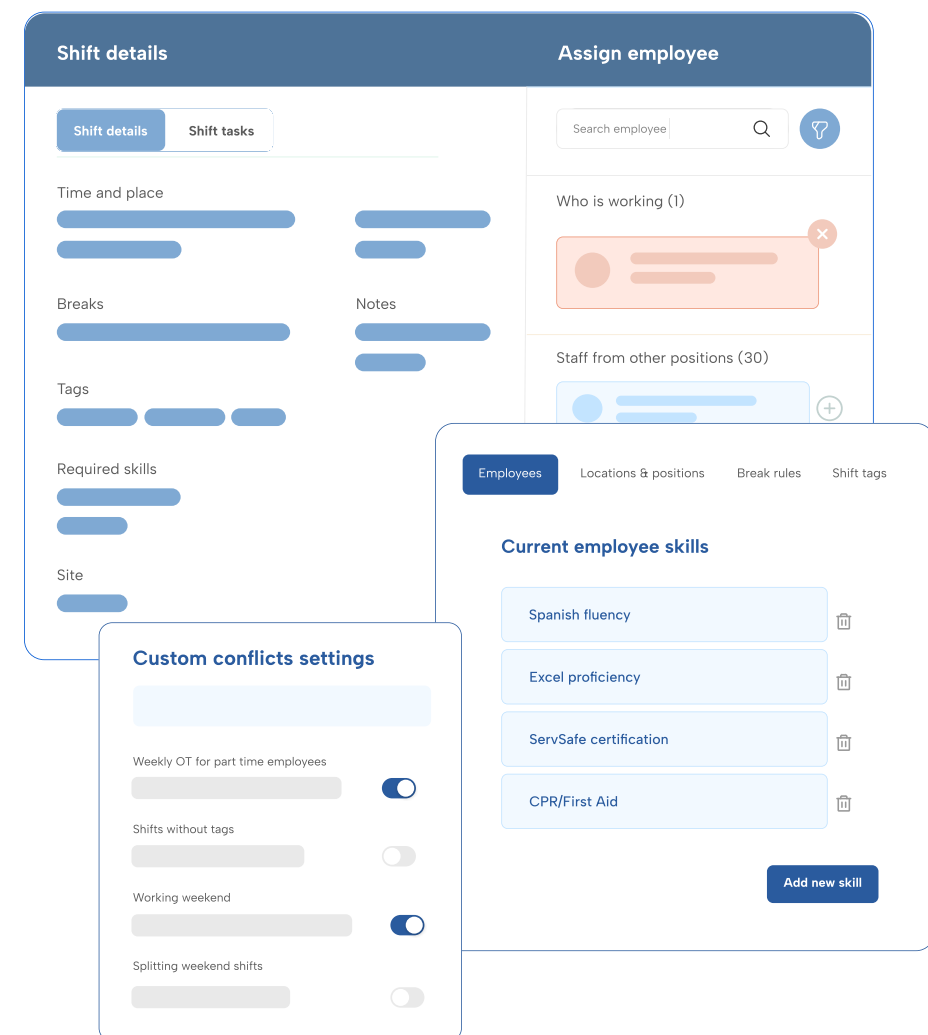 Shift details
Assign employee
Shift details
Shift tasks
Search employee
Time and place
Who is working (1)
Breaks
Notes
Staff from other positions (30)
Tags
Required skills
Site
Employees
Locations & positions
Break rules
Shift tags
Current employee skills
Spanish fluency
Excel proficiency
ServSafe certification
CPR/First Aid
Add new skill
Custom conflicts settings
Weekly OT for part time employees
Shifts without tags
Working weekend
Splitting weekend shifts